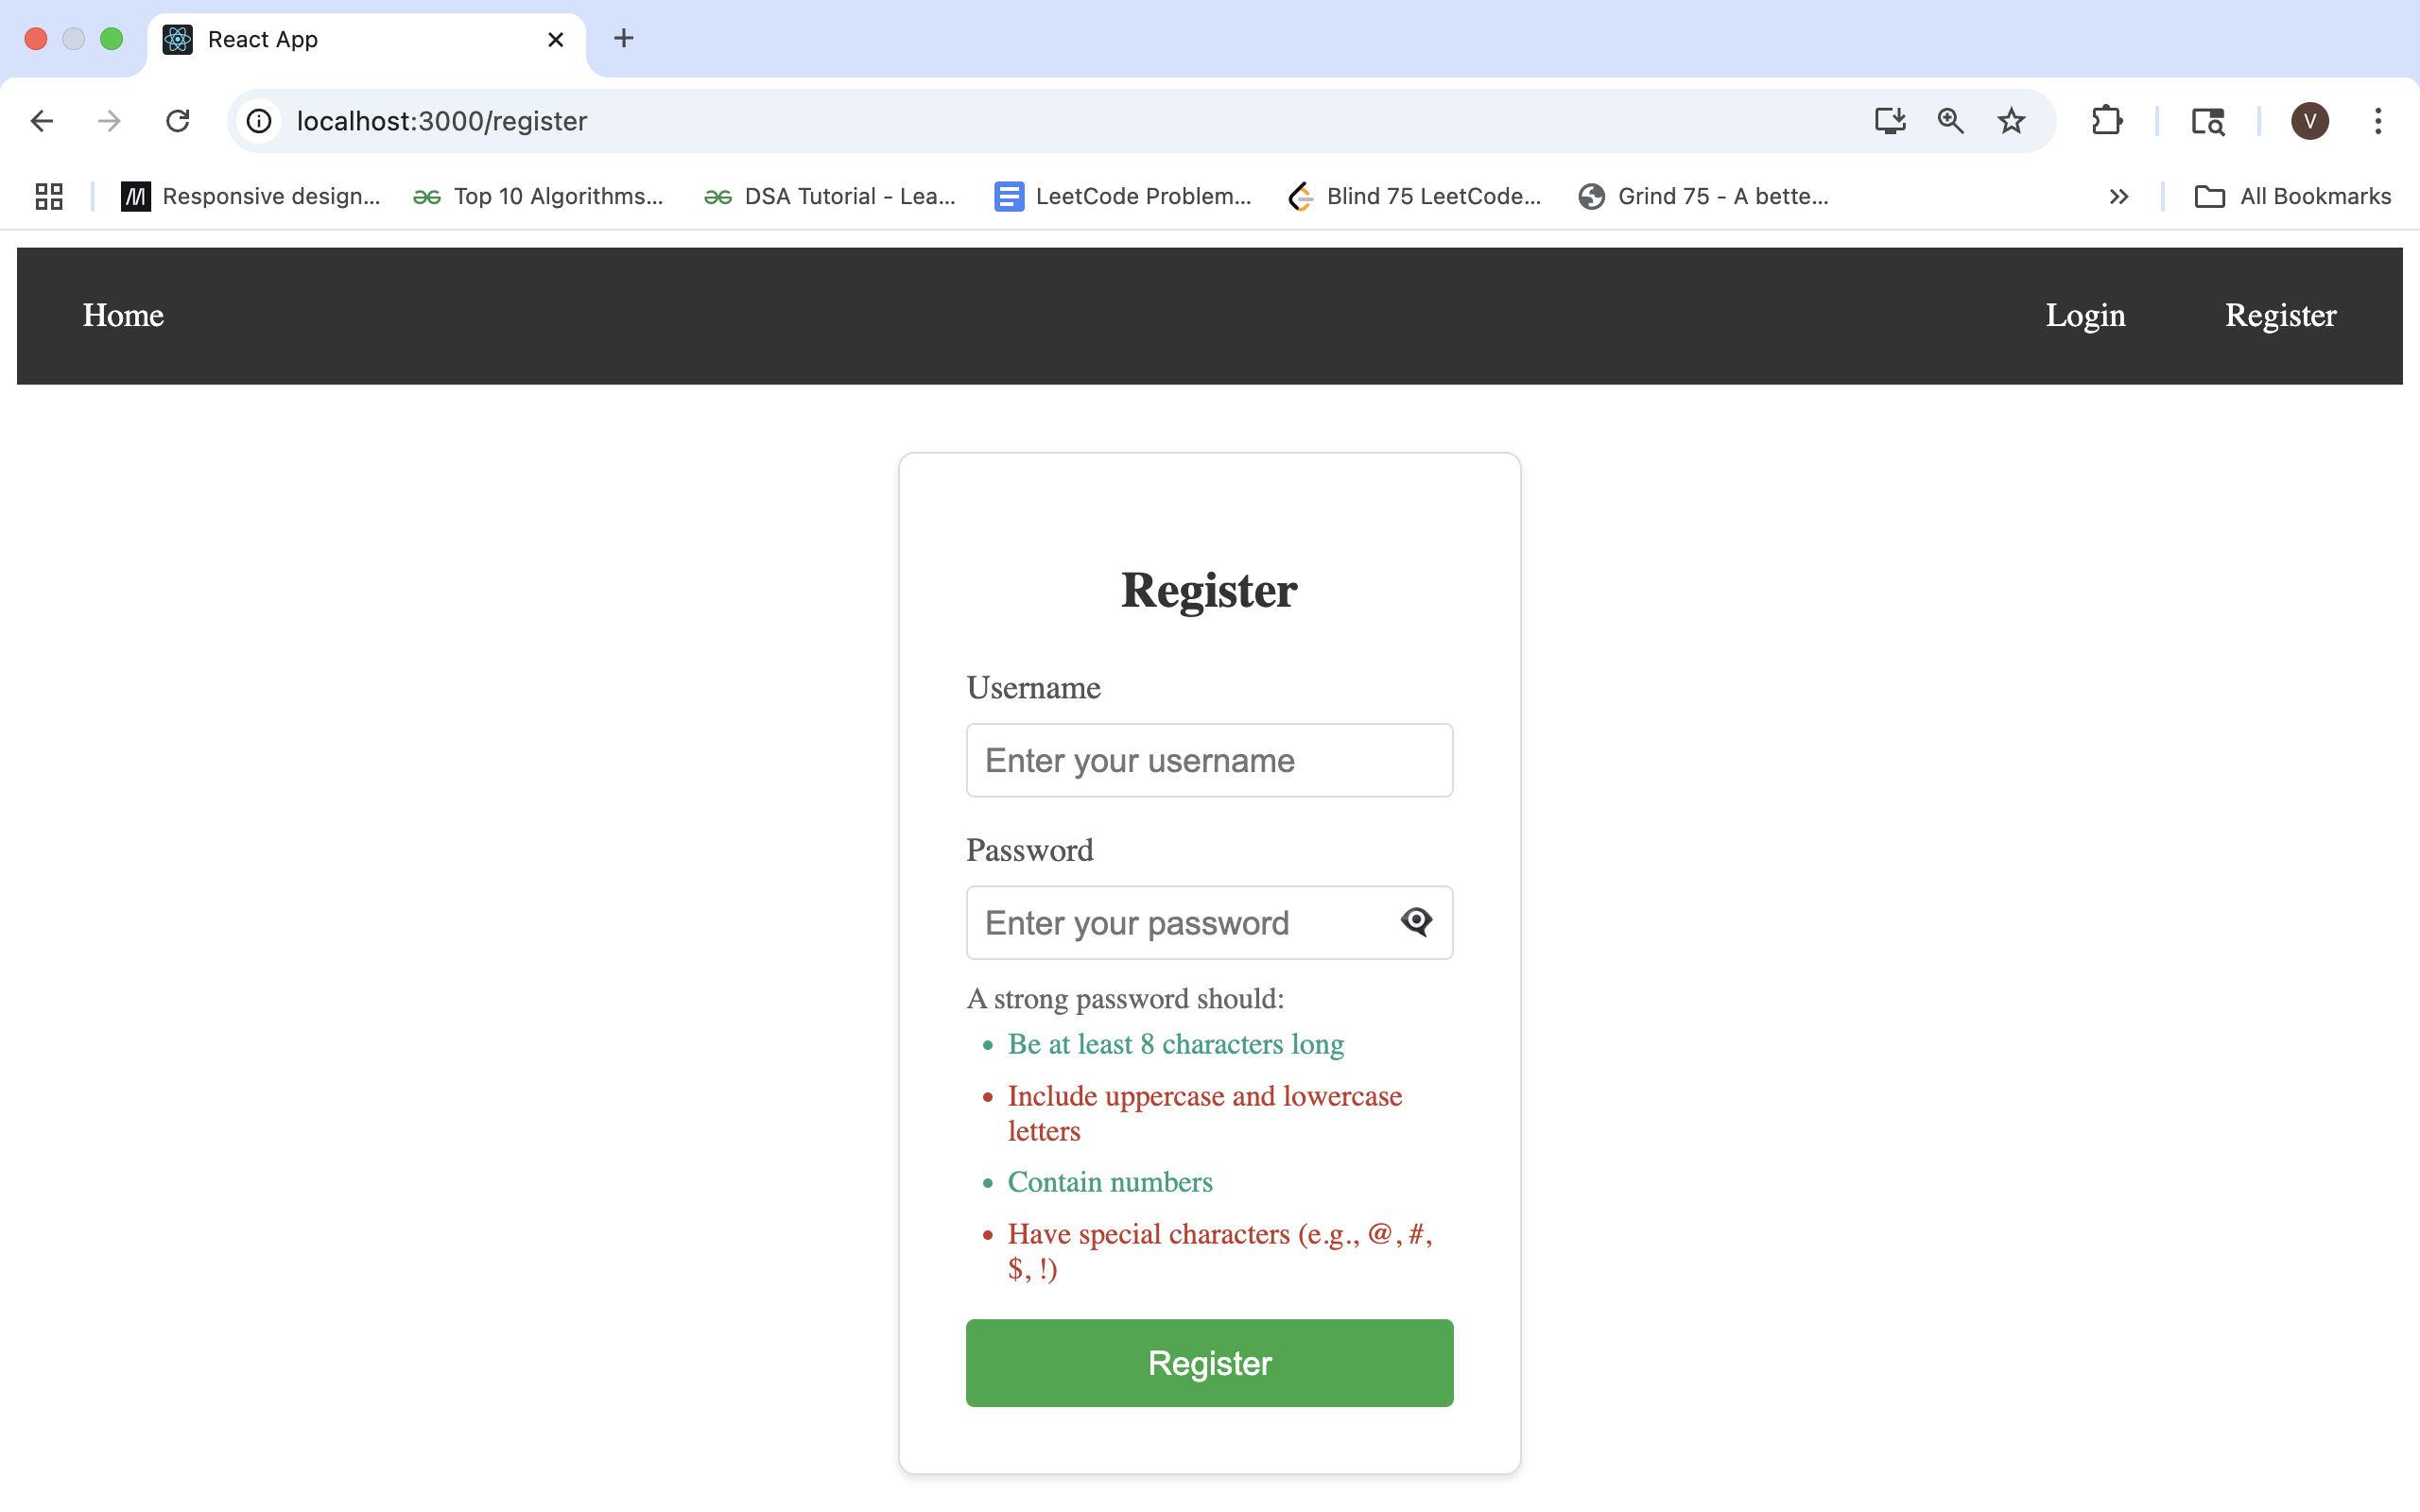 React App
localhost:3000/register
V
Responsive design...
Top 10 Algorithms...
DSA Tutorial - Lea...
LeetCode Problem...
Blind 75 LeetCode...
Grind 75 - A bette...
All Bookmarks
Home
Login
Register
Register
Username
Enter your username
Password
Enter your password
A strong password should:
• Be at least 8 characters long
• Include uppercase and lowercase
letters
• Contain numbers
• Have special characters (e.g., @, #,
$, !)
Register